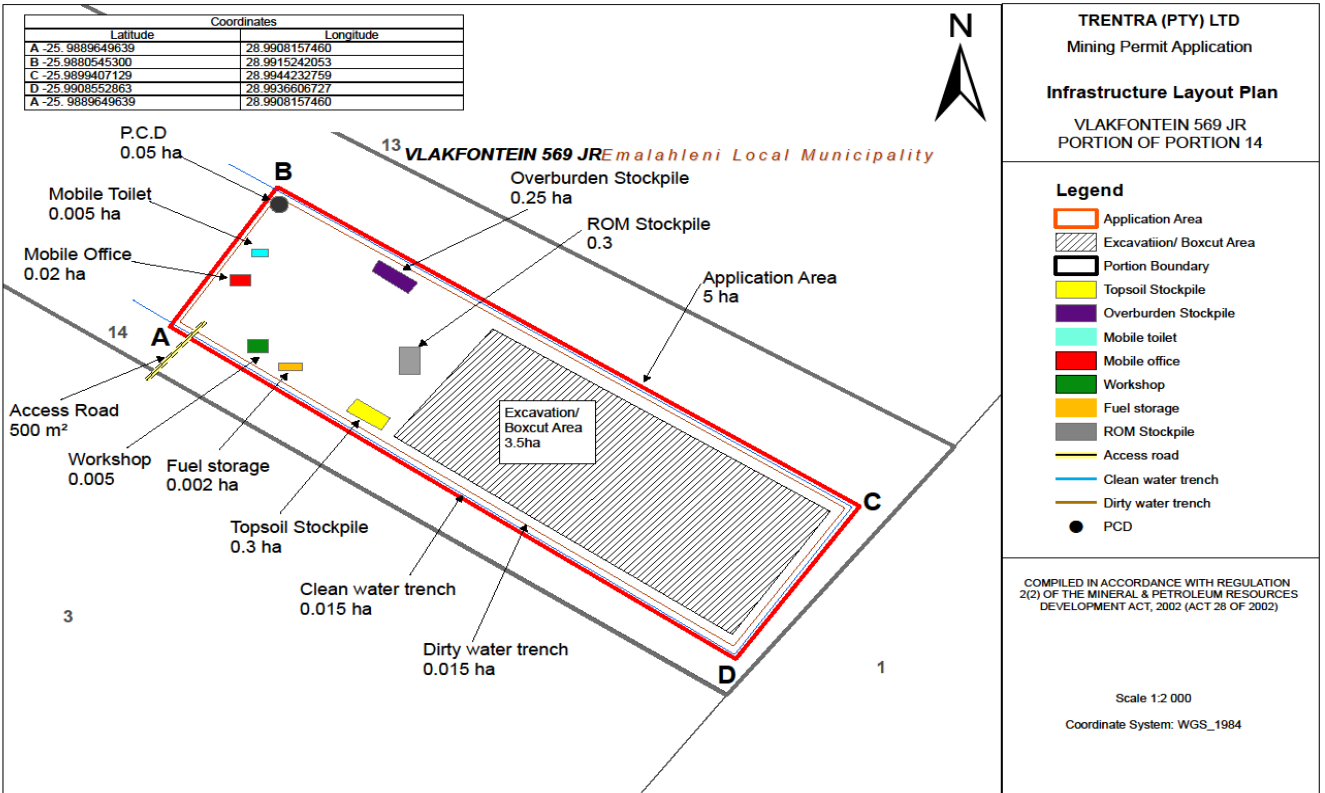 Coordinates
Latitude Longitude
A -25. 9889649639 28.9908157460
B -25.9880545300 28.9915242053
C -25.9899407129 28.9944232759
D -25.9908552863 28.9936606727
A -25. 9889649639 28.9908157460
N
P.C.D
0.05 ha
13
VLAKFONTEIN 569 JR Emalahleni Local Municipality
B
Overburden Stockpile
0.25 ha
Mobile Toilet
0.005 ha
ROM Stockpile
0.3
Mobile Office
0.02 ha
Application Area
5 ha
14
A
Access Road
500 m²
Excavation/
Boxcut Area
3.5ha
Workshop
0.005
Fuel storage
0.002 ha
C
Topsoil Stockpile
0.3 ha
Clean water trench
0.015 ha
3
Dirty water trench
0.015 ha
D
1
TRENTRA (PTY) LTD
Mining Permit Application
Infrastructure Layout Plan
VLAKFONTEIN 569 JR
PORTION OF PORTION 14
Legend
Application Area
Excavatiion/ Boxcut Area
Portion Boundary
Topsoil Stockpile
Overburden Stockpile
Mobile toilet
Mobile office
Workshop
Fuel storage
ROM Stockpile
Access road
Clean water trench
Dirty water trench
PCD
COMPILED IN ACCORDANCE WITH REGULATION
2(2) OF THE MINERAL & PETROLEUM RESOURCES
DEVELOPMENT ACT, 2002 (ACT 28 OF 2002)
Scale 1:2 000
Coordinate System: WGS_1984